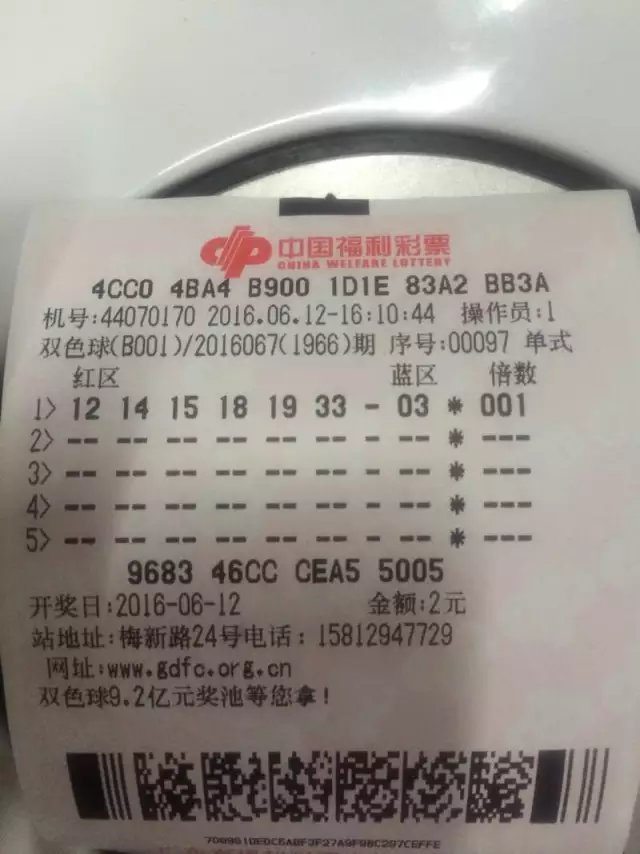 中国福利彩票
CHINA WELFARE LOTTERY
4CC0 4BA4 B900 1D1E 83A2 BB3A
机号:44070170 2016.06.12-16:10:44 操作员:1
双色球(B001)/2016067(1966)期 序号:00097 单式
红区 蓝区 倍数
1> 12 14 15 18 19 33 - 03 * 001
2> -- -- -- -- -- -- - -- * ---
3> -- -- -- -- -- -- - -- * ---
4> -- -- -- -- -- -- - -- * ---
5> -- -- -- -- -- -- - -- * ---
9683 46CC CEA5 5005
开奖日:2016-06-12 金额:2元
站地址:梅新路24号电话:15812947729
网址:www.gdfc.org.cn
双色球9.2亿元奖池等您拿!